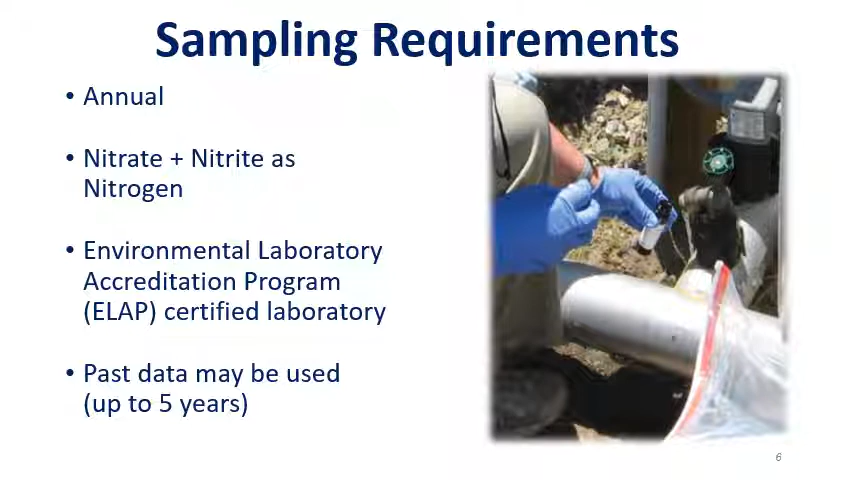 Sampling Requirements
• Annual
• Nitrate + Nitrite as
Nitrogen
• Environmental Laboratory
Accreditation Program
(ELAP) certified laboratory
• Past data may be used
(up to 5 years)
6